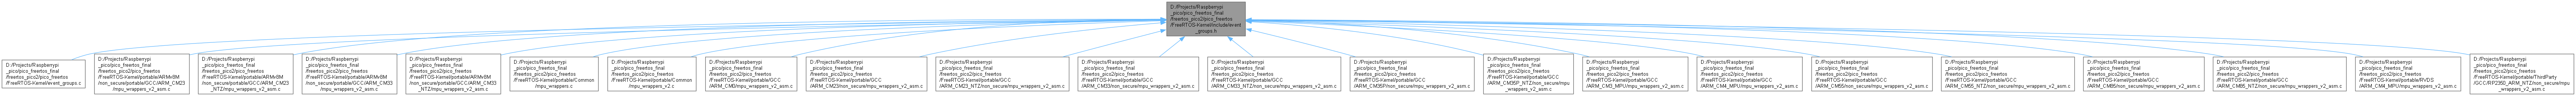 D:/Projects/Raspberrypi
_pico/pico_freertos_final
/freertos_pico2/pico_freertos
/FreeRTOS-Kernel/include/event
_groups.h
D:/Projects/Raspberrypi
_pico/pico_freertos_final
/freertos_pico2/pico_freertos
/FreeRTOS-Kernel/event_groups.c
D:/Projects/Raspberrypi
_pico/pico_freertos_final
/freertos_pico2/pico_freertos
/FreeRTOS-Kernel/portable/ARMv8M
/non_secure/portable/GCC/ARM_CM23
/mpu_wrappers_v2_asm.c
D:/Projects/Raspberrypi
_pico/pico_freertos_final
/freertos_pico2/pico_freertos
/FreeRTOS-Kernel/portable/ARMv8M
/non_secure/portable/GCC/ARM_CM23
_NTZ/mpu_wrappers_v2_asm.c
D:/Projects/Raspberrypi
_pico/pico_freertos_final
/freertos_pico2/pico_freertos
/FreeRTOS-Kernel/portable/ARMv8M
/non_secure/portable/GCC/ARM_CM33
/mpu_wrappers_v2_asm.c
D:/Projects/Raspberrypi
_pico/pico_freertos_final
/freertos_pico2/pico_freertos
/FreeRTOS-Kernel/portable/ARMv8M
/non_secure/portable/GCC/ARM_CM33
_NTZ/mpu_wrappers_v2_asm.c
D:/Projects/Raspberrypi
_pico/pico_freertos_final
/freertos_pico2/pico_freertos
/FreeRTOS-Kernel/portable/Common
/mpu_wrappers.c
D:/Projects/Raspberrypi
_pico/pico_freertos_final
/freertos_pico2/pico_freertos
/FreeRTOS-Kernel/portable/Common
/mpu_wrappers_v2.c
D:/Projects/Raspberrypi
_pico/pico_freertos_final
/freertos_pico2/pico_freertos
/FreeRTOS-Kernel/portable/GCC
/ARM_CM0/mpu_wrappers_v2_asm.c
D:/Projects/Raspberrypi
_pico/pico_freertos_final
/freertos_pico2/pico_freertos
/FreeRTOS-Kernel/portable/GCC
/ARM_CM23/non_secure/mpu_wrappers_v2_asm.c
D:/Projects/Raspberrypi
_pico/pico_freertos_final
/freertos_pico2/pico_freertos
/FreeRTOS-Kernel/portable/GCC
/ARM_CM23_NTZ/non_secure/mpu_wrappers_v2_asm.c
D:/Projects/Raspberrypi
_pico/pico_freertos_final
/freertos_pico2/pico_freertos
/FreeRTOS-Kernel/portable/GCC
/ARM_CM33/non_secure/mpu_wrappers_v2_asm.c
D:/Projects/Raspberrypi
_pico/pico_freertos_final
/freertos_pico2/pico_freertos
/FreeRTOS-Kernel/portable/GCC
/ARM_CM33_NTZ/non_secure/mpu_wrappers_v2_asm.c
D:/Projects/Raspberrypi
_pico/pico_freertos_final
/freertos_pico2/pico_freertos
/FreeRTOS-Kernel/portable/GCC
/ARM_CM35P/non_secure/mpu_wrappers_v2_asm.c
D:/Projects/Raspberrypi
_pico/pico_freertos_final
/freertos_pico2/pico_freertos
/FreeRTOS-Kernel/portable/GCC
/ARM_CM35P_NTZ/non_secure/mpu
_wrappers_v2_asm.c
D:/Projects/Raspberrypi
_pico/pico_freertos_final
/freertos_pico2/pico_freertos
/FreeRTOS-Kernel/portable/GCC
/ARM_CM3_MPU/mpu_wrappers_v2_asm.c
D:/Projects/Raspberrypi
_pico/pico_freertos_final
/freertos_pico2/pico_freertos
/FreeRTOS-Kernel/portable/GCC
/ARM_CM4_MPU/mpu_wrappers_v2_asm.c
D:/Projects/Raspberrypi
_pico/pico_freertos_final
/freertos_pico2/pico_freertos
/FreeRTOS-Kernel/portable/GCC
/ARM_CM55/non_secure/mpu_wrappers_v2_asm.c
D:/Projects/Raspberrypi
_pico/pico_freertos_final
/freertos_pico2/pico_freertos
/FreeRTOS-Kernel/portable/GCC
/ARM_CM55_NTZ/non_secure/mpu_wrappers_v2_asm.c
D:/Projects/Raspberrypi
_pico/pico_freertos_final
/freertos_pico2/pico_freertos
/FreeRTOS-Kernel/portable/GCC
/ARM_CM85/non_secure/mpu_wrappers_v2_asm.c
D:/Projects/Raspberrypi
_pico/pico_freertos_final
/freertos_pico2/pico_freertos
/FreeRTOS-Kernel/portable/GCC
/ARM_CM85_NTZ/non_secure/mpu_wrappers_v2_asm.c
D:/Projects/Raspberrypi
_pico/pico_freertos_final
/freertos_pico2/pico_freertos
/FreeRTOS-Kernel/portable/RVDS
/ARM_CM4_MPU/mpu_wrappers_v2_asm.c
D:/Projects/Raspberrypi
_pico/pico_freertos_final
/freertos_pico2/pico_freertos
/FreeRTOS-Kernel/portable/ThirdParty
/GCC/RP2350_ARM_NTZ/non_secure/mpu
_wrappers_v2_asm.c